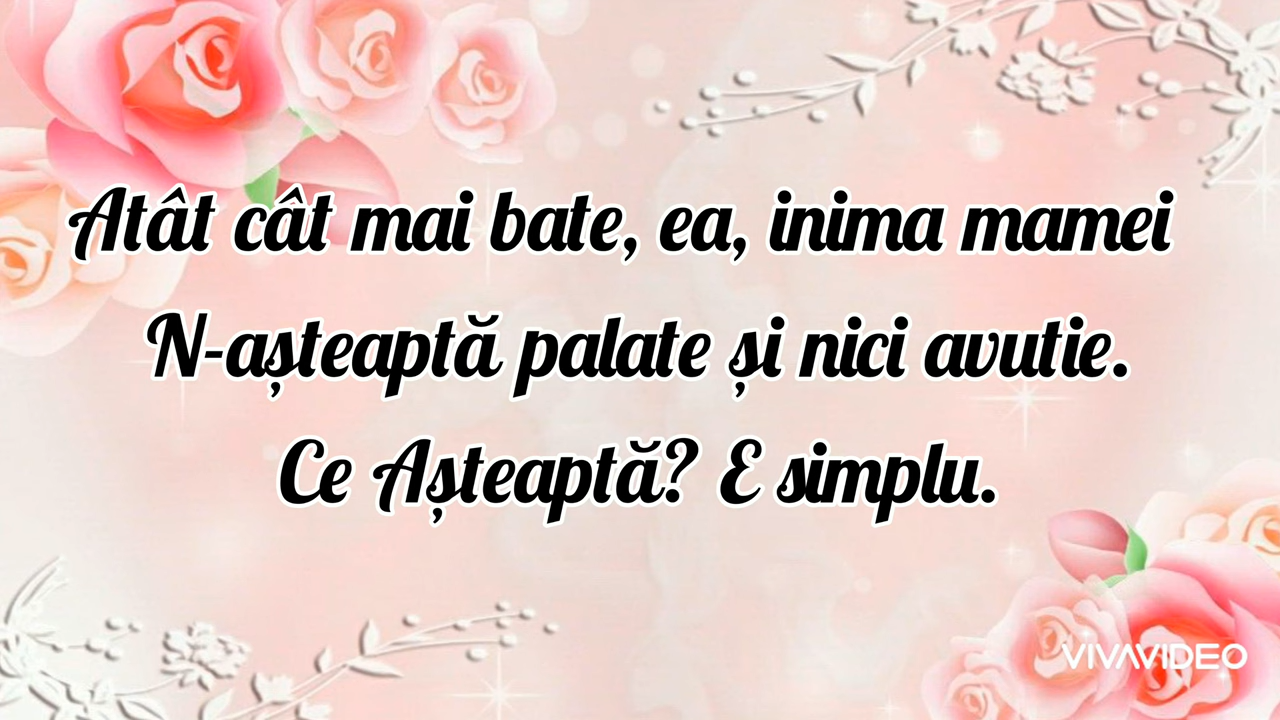 Atât cât mai bate, ea, inima mamei
N-așteaptă palate și nici avutie.
Ce Așteaptă? E simplu.
VIVAVIDEO